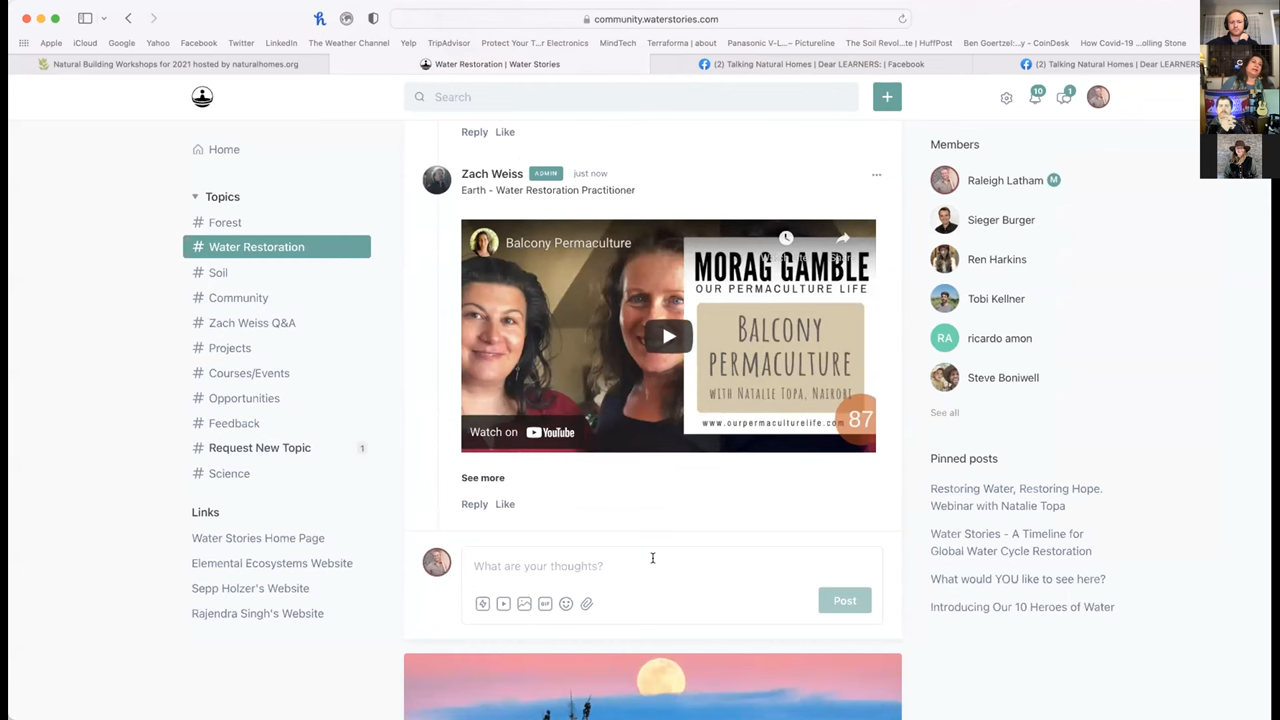 community.waterstories.com
Apple iCloud Google Yahoo Facebook Twitter LinkedIn The Weather Channel Yelp TripAdvisor Protect Your T...r Electronics MindTech Terraforma | about Panasonic V-L...– Pictureline The Soil Revol...t" | HuffPost Ben Goertzel:...y - CoinDesk How Covid-19 ...olling Stone
Natural Building Workshops for 2021 hosted by naturalhomes.org
Water Restoration | Water Stories
(2) Talking Natural Homes | Dear LEARNERS: | Facebook
(2) Talking Natural Homes | Dear LEARNERS
Search
+
10
1
Home
Topics
# Forest
# Water Restoration
# Soil
# Community
# Zach Weiss Q&A
# Projects
# Courses/Events
# Opportunities
# Feedback
# Request New Topic 1
# Science
Links
Water Stories Home Page
Elemental Ecosystems Website
Sepp Holzer's Website
Rajendra Singh's Website
Reply Like
Zach Weiss ADMIN just now
Earth - Water Restoration Practitioner
Balcony Permaculture
MORAG GAMBLE
OUR PERMACULTURE LIFE
BALCONY
PERMACULTURE
WITH NATALIE TOPA, NAIROBI
www.ourpermaculturelife.com
87
Watch on YouTube
See more
Reply Like
What are your thoughts?
GIF
Post
Members
Raleigh Latham M
Sieger Burger
Ren Harkins
Tobi Kellner
RA ricardo amon
Steve Boniwell
See all
Pinned posts
Restoring Water, Restoring Hope.
Webinar with Natalie Topa
Water Stories - A Timeline for
Global Water Cycle Restoration
What would YOU like to see here?
Introducing Our 10 Heroes of Water